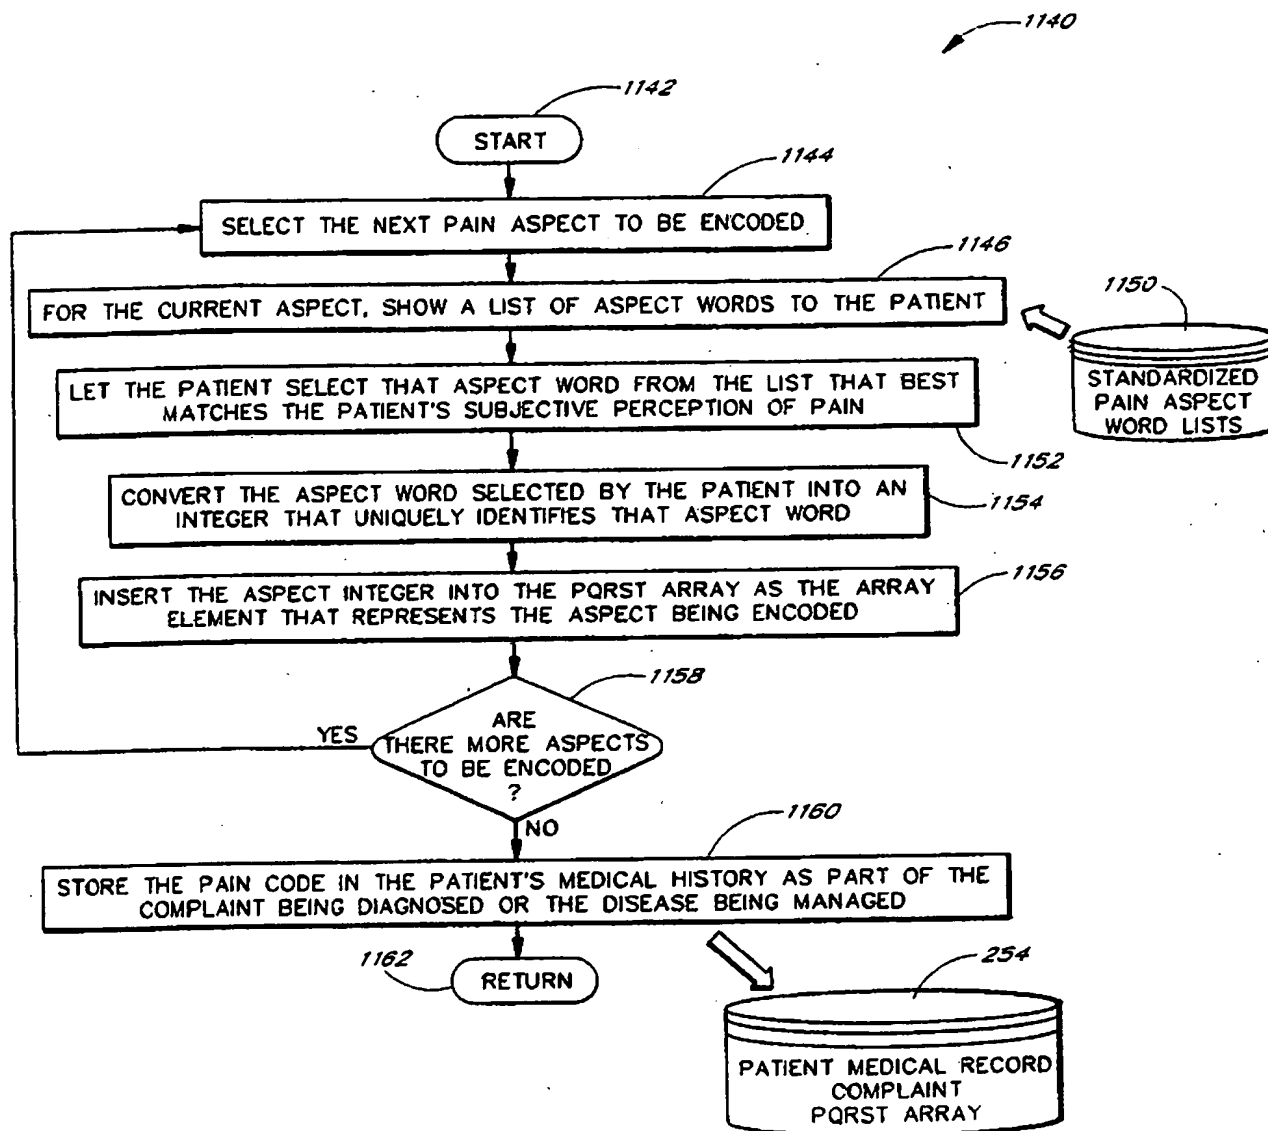 1140
1142
START
1144
SELECT THE NEXT PAIN ASPECT TO BE ENCODED
1146
FOR THE CURRENT ASPECT, SHOW A LIST OF ASPECT WORDS TO THE PATIENT
1150
STANDARDIZED
PAIN ASPECT
WORD LISTS
LET THE PATIENT SELECT THAT ASPECT WORD FROM THE LIST THAT BEST
MATCHES THE PATIENT'S SUBJECTIVE PERCEPTION OF PAIN
1152
CONVERT THE ASPECT WORD SELECTED BY THE PATIENT INTO AN
INTEGER THAT UNIQUELY IDENTIFIES THAT ASPECT WORD
1154
INSERT THE ASPECT INTEGER INTO THE PQRST ARRAY AS THE ARRAY
ELEMENT THAT REPRESENTS THE ASPECT BEING ENCODED
1156
1158
ARE
THERE MORE ASPECTS
TO BE ENCODED
?
YES
NO
1160
STORE THE PAIN CODE IN THE PATIENT'S MEDICAL HISTORY AS PART OF THE
COMPLAINT BEING DIAGNOSED OR THE DISEASE BEING MANAGED
1162
RETURN
254
PATIENT MEDICAL RECORD
COMPLAINT
PQRST ARRAY